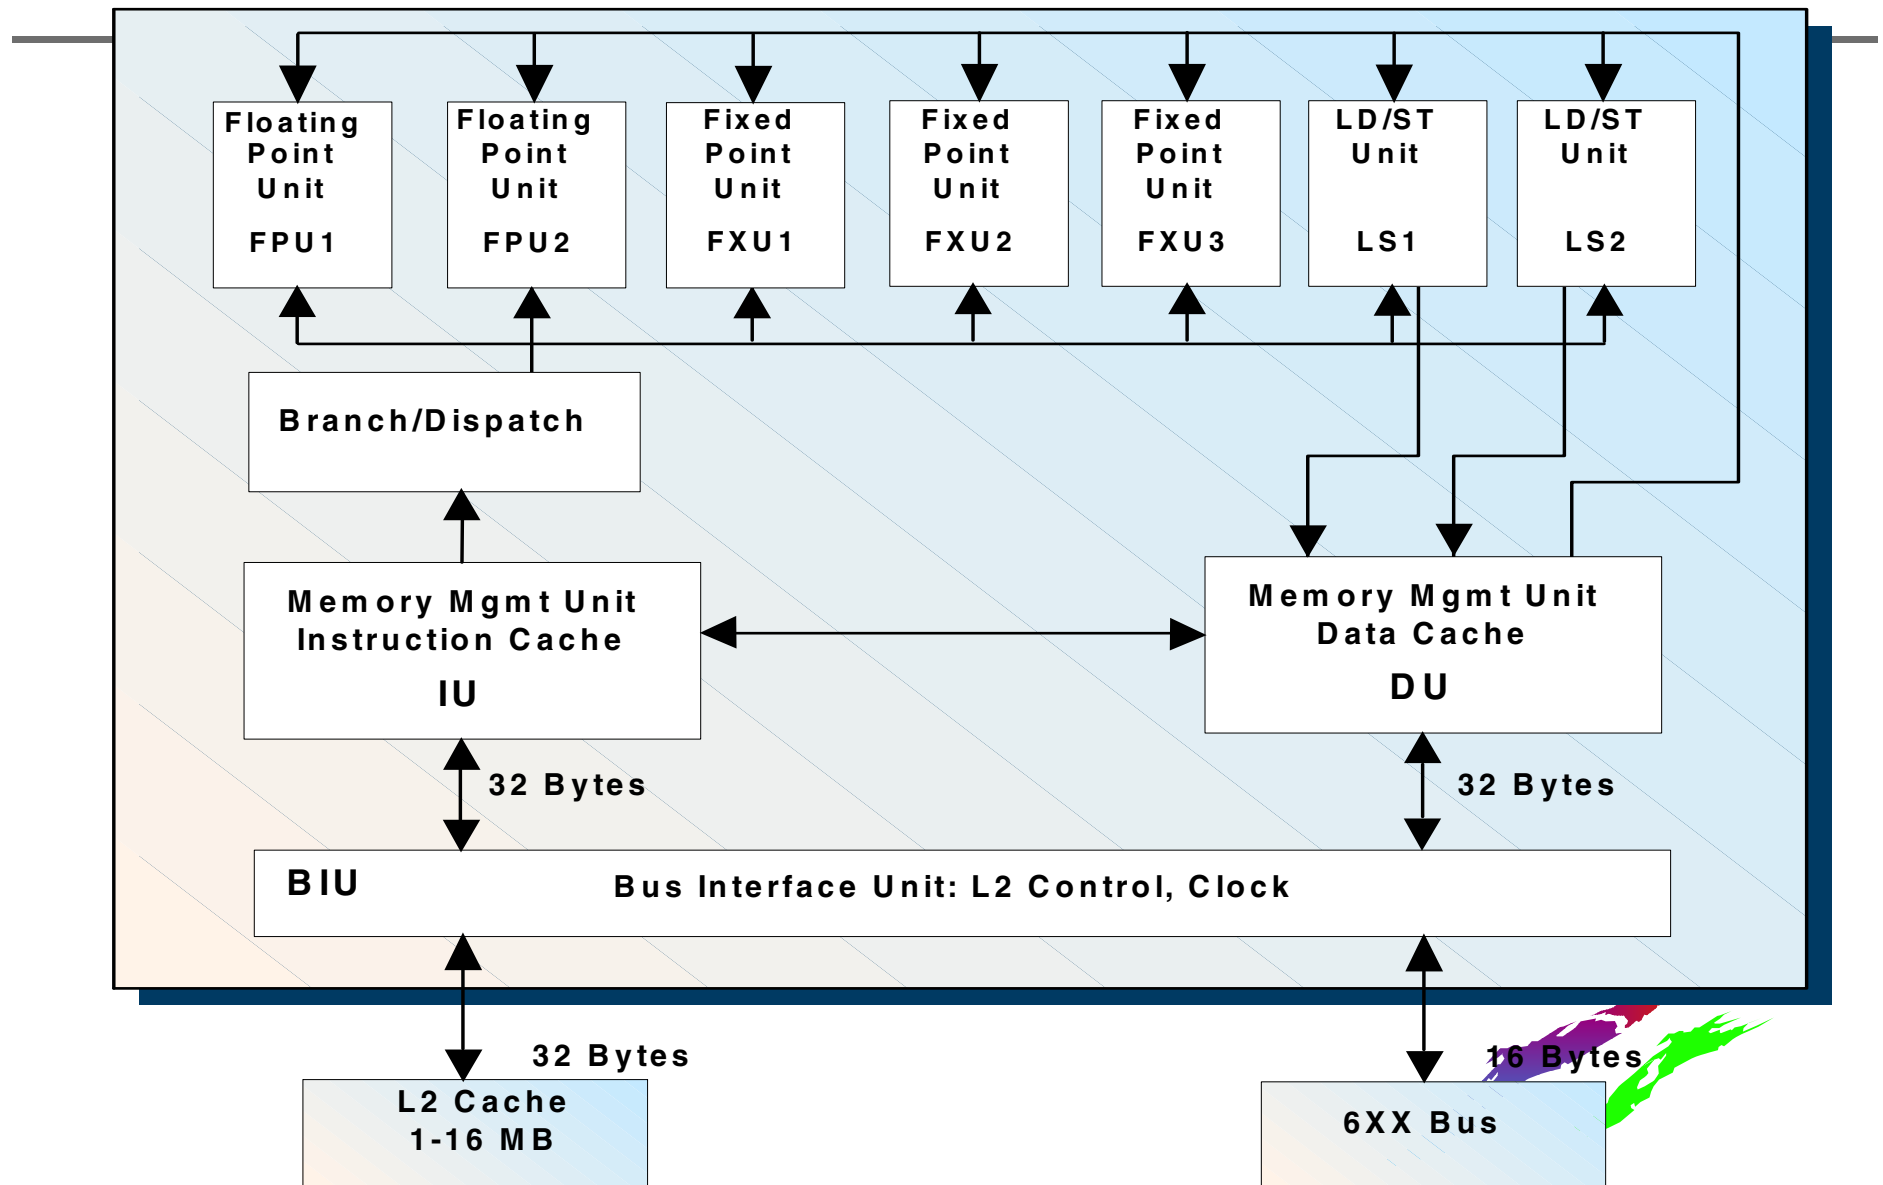 Floating
Point
Unit
FPU1
Floating
Point
Unit
FPU2
Fixed
Point
Unit
FXU1
Fixed
Point
Unit
FXU2
Fixed
Point
Unit
FXU3
LD/ST
Unit
LS1
LD/ST
Unit
LS2
Branch/Dispatch
Memory Mgmt Unit
Instruction Cache
IU
Memory Mgmt Unit
Data Cache
DU
32 Bytes
32 Bytes
BIU
Bus Interface Unit: L2 Control, Clock
32 Bytes
16 Bytes
L2 Cache
1-16 MB
6XX Bus